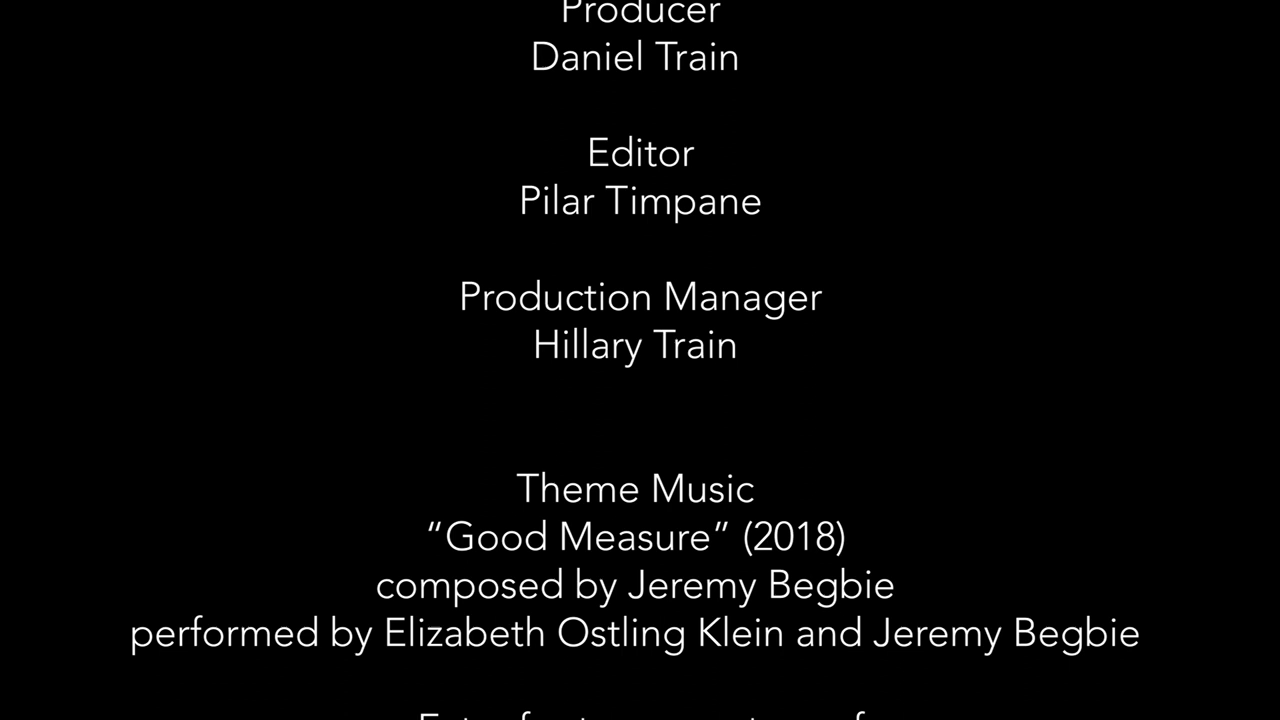 Producer
Daniel Train
Editor
Pilar Timpane
Production Manager
Hillary Train
Theme Music
“Good Measure” (2018)
composed by Jeremy Begbie
performed by Elizabeth Ostling Klein and Jeremy Begbie